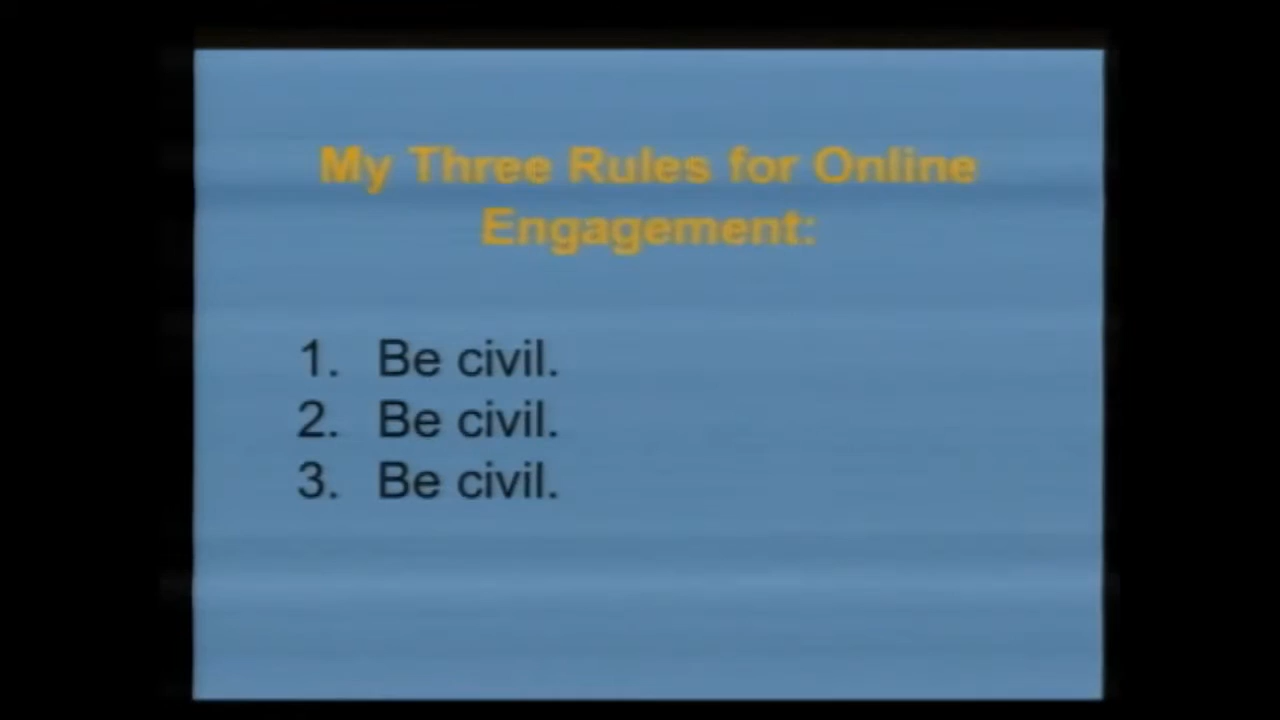 My Three Rules for Online
Engagement:
1. Be civil.
2. Be civil.
3. Be civil.